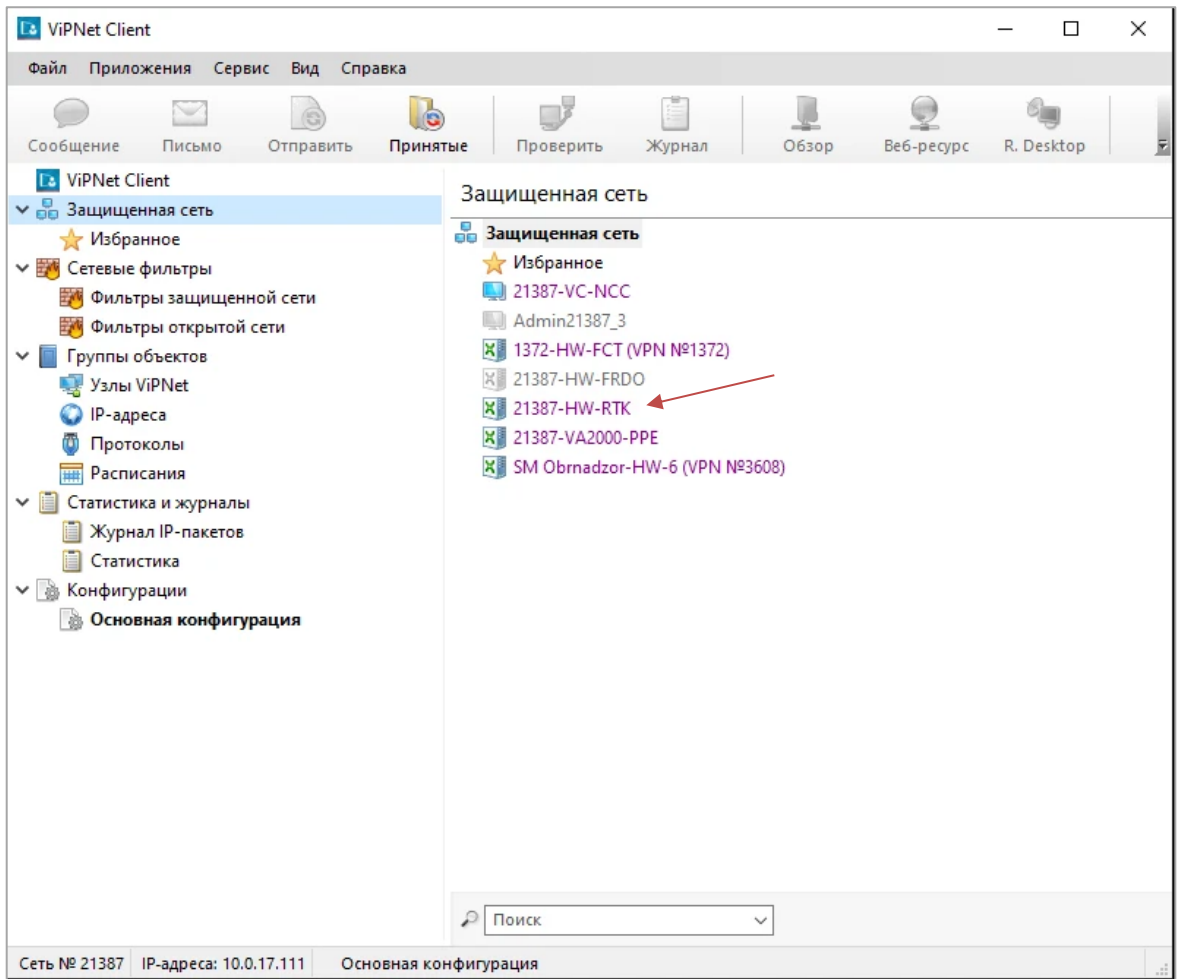 ViPNet Client
Файл Приложения Сервис Вид Справка
Сообщение Письмо Отправить Принятые Проверить Журнал Обзор Веб-ресурс R. Desktop
ViPNet Client
Защищенная сеть
Избранное
Сетевые фильтры
Фильтры защищенной сети
Фильтры открытой сети
Группы объектов
Узлы ViPNet
IP-адреса
Протоколы
Расписания
Статистика и журналы
Журнал IP-пакетов
Статистика
Конфигурации
Основная конфигурация
Защищенная сеть
Защищенная сеть
Избранное
21387-VC-NCC
Admin21387_3
1372-HW-FCT (VPN №1372)
21387-HW-FRDO
21387-HW-RTK
21387-VA2000-PPE
SM Obrnadzor-HW-6 (VPN №3608)
Поиск
Сеть № 21387 IP-адреса: 10.0.17.111 Основная конфигурация